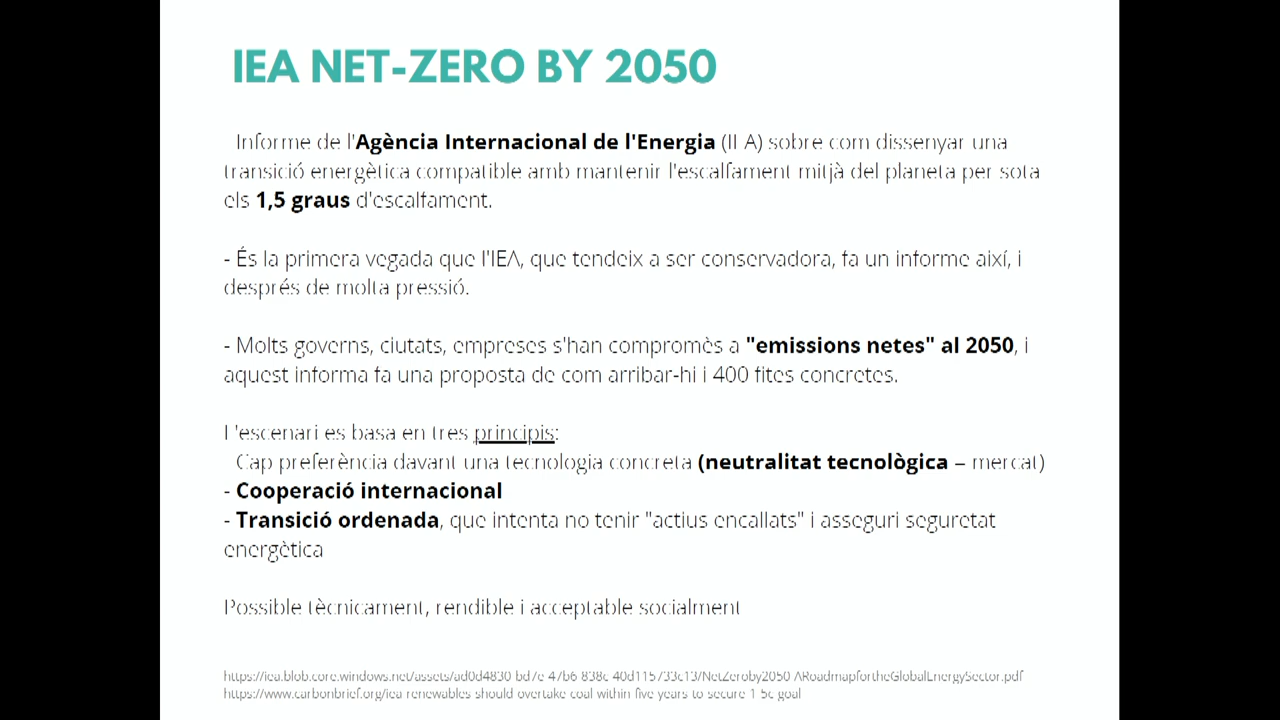 IEA NET-ZERO BY 2050
Informe de l'Agència Internacional de l'Energia (IEA) sobre com dissenyar una
transició energètica compatible amb mantenir l'escalfament mitjà del planeta per sota
els 1,5 graus d'escalfament.
- És la primera vegada que l'IEA, que tendeix a ser conservadora, fa un informe així, i
després de molta pressió.
- Molts governs, ciutats, empreses s'han compromès a "emissions netes" al 2050, i
aquest informa fa una proposta de com arribar-hi i 400 fites concretes.
L'escenari es basa en tres principis:
Cap preferència davant una tecnologia concreta (neutralitat tecnològica – mercat)
- Cooperació internacional
- Transició ordenada, que intenta no tenir "actius encallats" i asseguri seguretat
energètica
Possible tècnicament, rendible i acceptable socialment
https://iea.blob.core.windows.net/assets/ad0d4830-bd7e-47b6-838c-40d115733c13/NetZeroby2050-ARoadmapfortheGlobalEnergySector.pdf
https://www.carbonbrief.org/iea-renewables-should-overtake-coal-within-five-years-to-secure-1-5c-goal